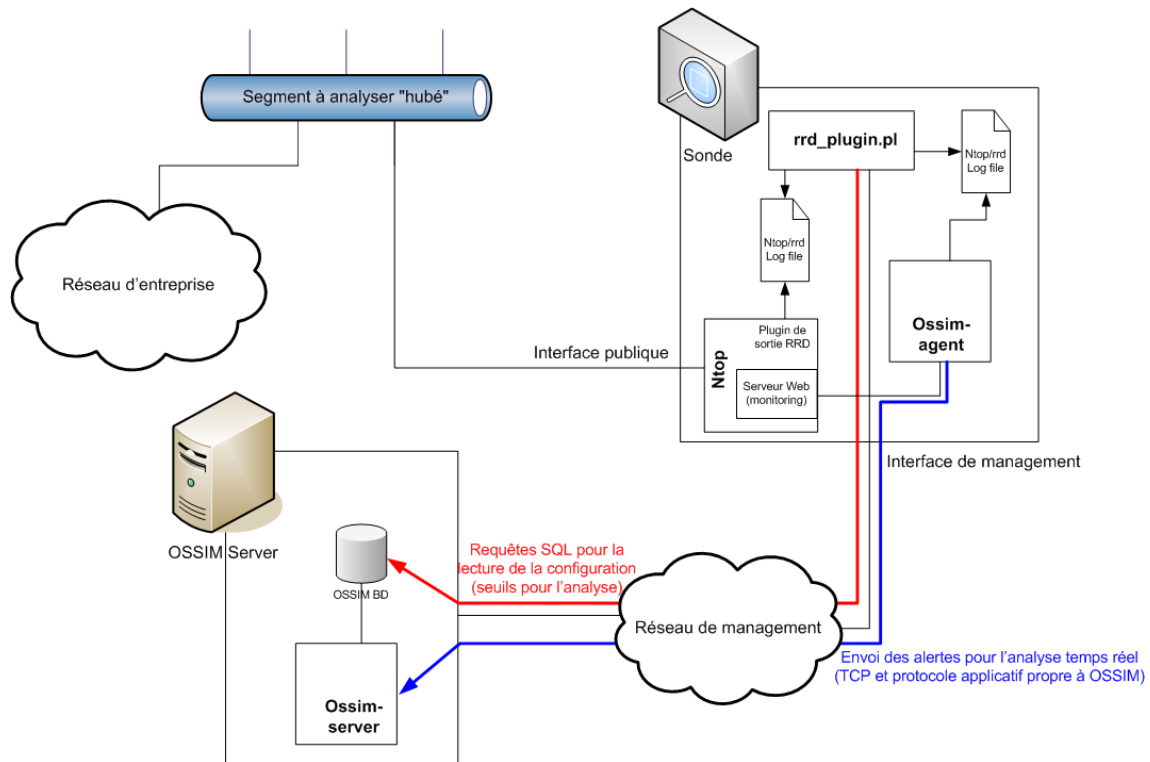 Segment à analyser "hubé"
Sonde
rrd_plugin.pl
Ntop/rrd
Log file
Ntop/rrd
Log file
Réseau d'entreprise
Ossim-
agent
Interface publique
Ntop
Plugin de
sortie RRD
Serveur Web
(monitoring)
Interface de management
OSSIM Server
OSSIM BD
Requêtes SQL pour la
lecture de la configuration
(seuils pour l'analyse)
Réseau de management
Envoi des alertes pour l'analyse temps réel
(TCP et protocole applicatif propre à OSSIM)
Ossim-
server